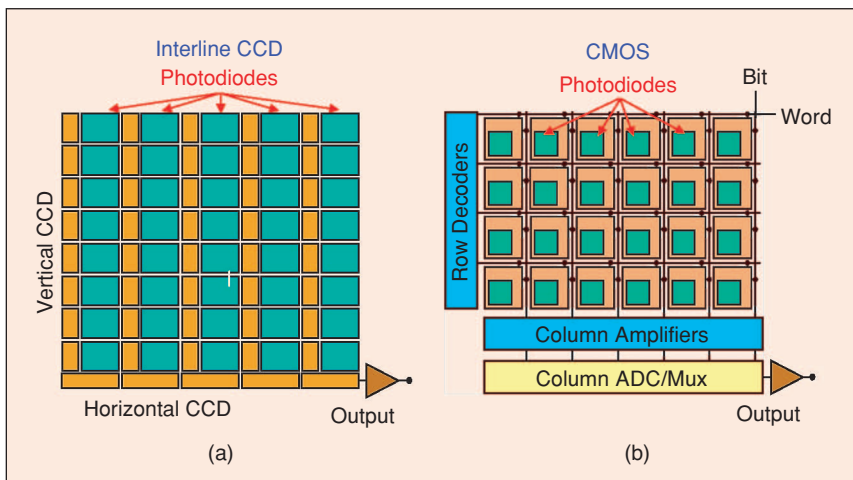 Interline CCD
Photodiodes
Vertical CCD
Horizontal CCD
Output
(a)
CMOS
Photodiodes
Bit
Word
Row Decoders
Column Amplifiers
Column ADC/Mux
Output
(b)